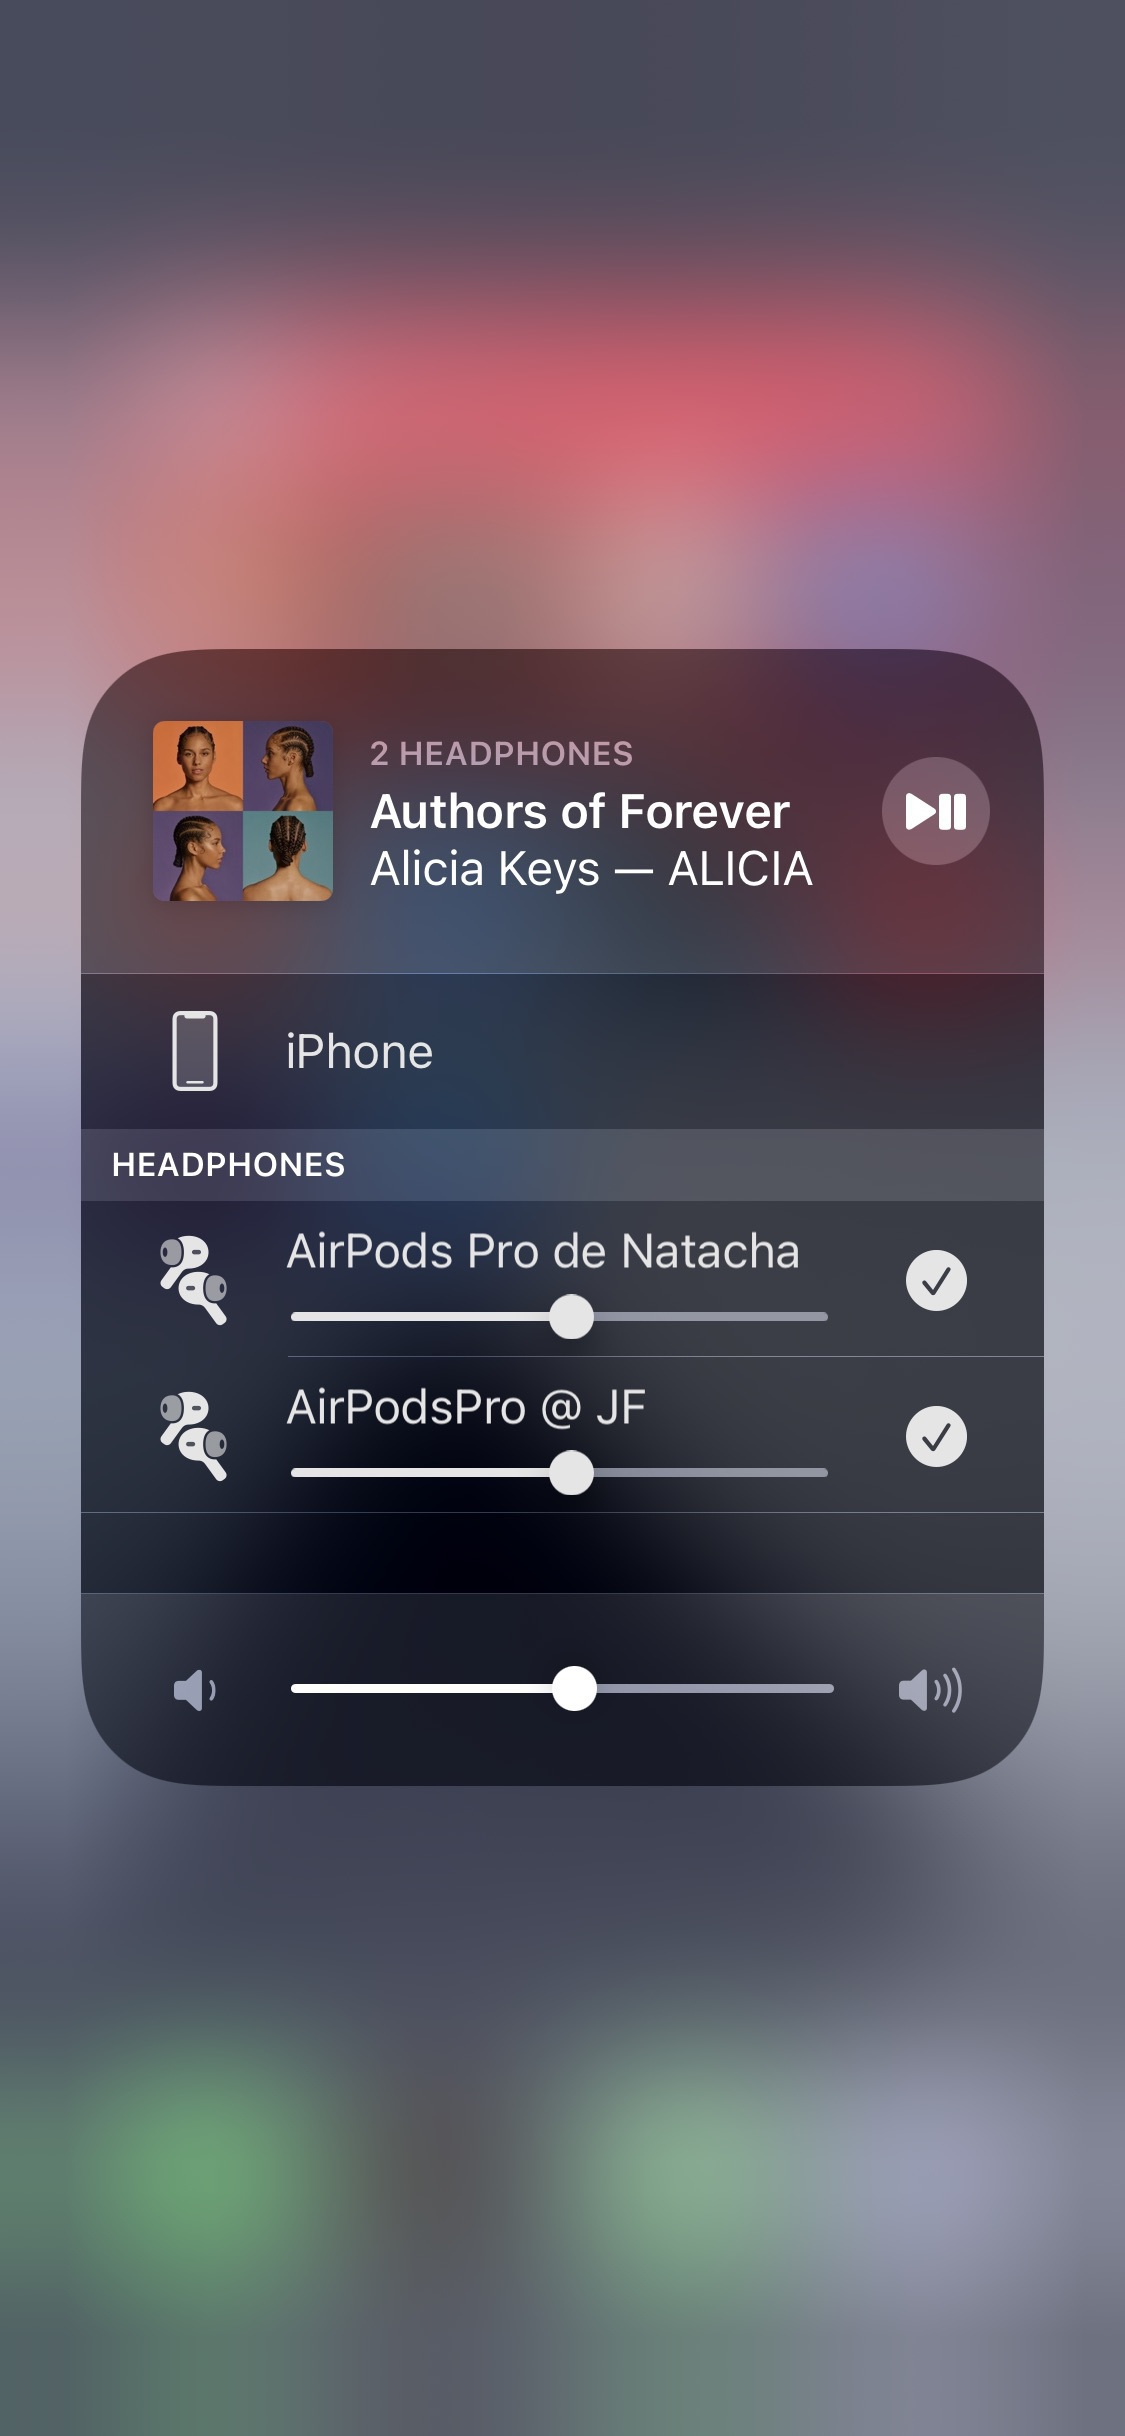 2 HEADPHONES
Authors of Forever
Alicia Keys — ALICIA
iPhone
HEADPHONES
AirPods Pro de Natacha
AirPodsPro @ JF